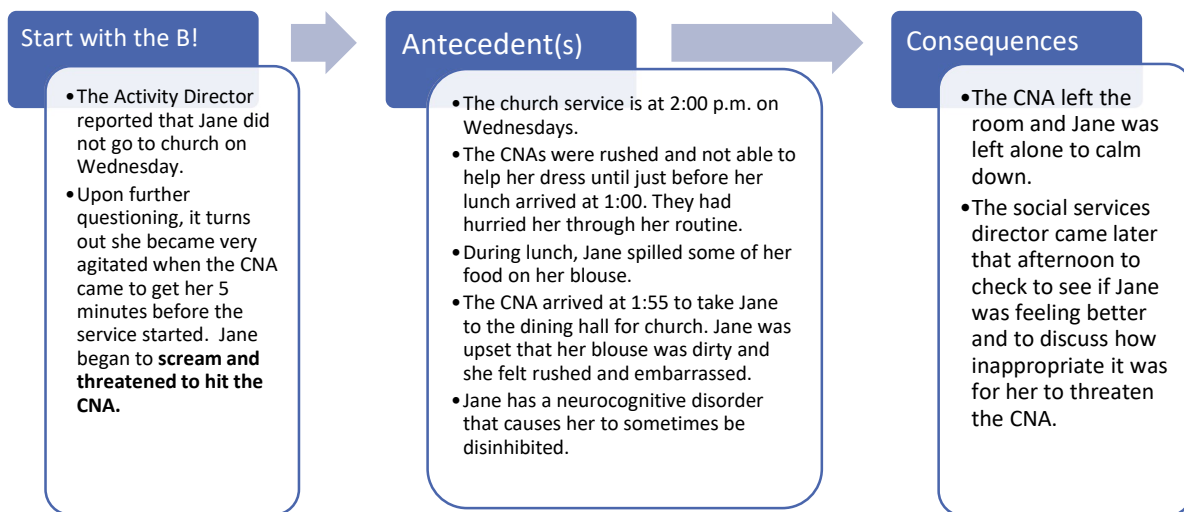 Start with the B!
•The Activity Director
reported that Jane did
not go to church on
Wednesday.
•Upon further
questioning, it turns
out she became very
agitated when the CNA
came to get her 5
minutes before the
service started.  Jane
began to scream and
threatened to hit the
CNA.
Antecedent(s)
•The church service is at 2:00 p.m. on
Wednesdays.
•The CNAs were rushed and not able to
help her dress until just before her
lunch arrived at 1:00. They had
hurried her through her routine.
•During lunch, Jane spilled some of her
food on her blouse.
•The CNA arrived at 1:55 to take Jane
to the dining hall for church. Jane was
upset that her blouse was dirty and
she felt rushed and embarrassed.
•Jane has a neurocognitive disorder
that causes her to sometimes be
disinhibited.
Consequences
•The CNA left the
room and Jane was
left alone to calm
down.
•The social services
director came later
that afternoon to
check to see if Jane
was feeling better
and to discuss how
inappropriate it was
for her to threaten
the CNA.